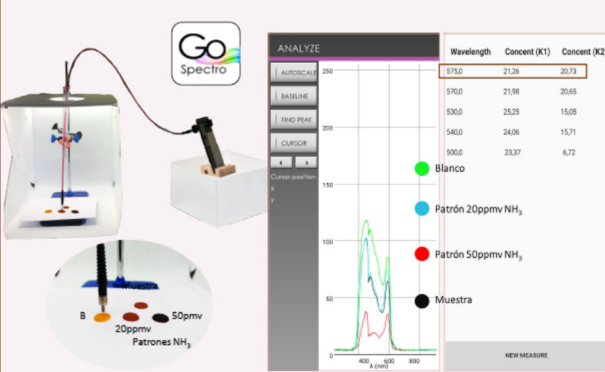 Go
Spectro
ANALYZE
AUTOSCALE
BASELINE
FIND PEAK
CURSOR
Cursor position
X
Y
250
200
150
100
50
0
400 600 800
λ (nm)
Blanco
Patrón 20ppmv NH₃
Patrón 50ppmv NH₃
Muestra
Wavelength Concent (K1) Concent (K2)
575,0 21,26 20,73
570,0 21,98 20,65
530,0 25,25 15,05
540,0 24,06 15,71
500,0 23,37 6,72
NEW MEASURE
Muestra
B
50pmv
20ppmv
Patrones NH₃